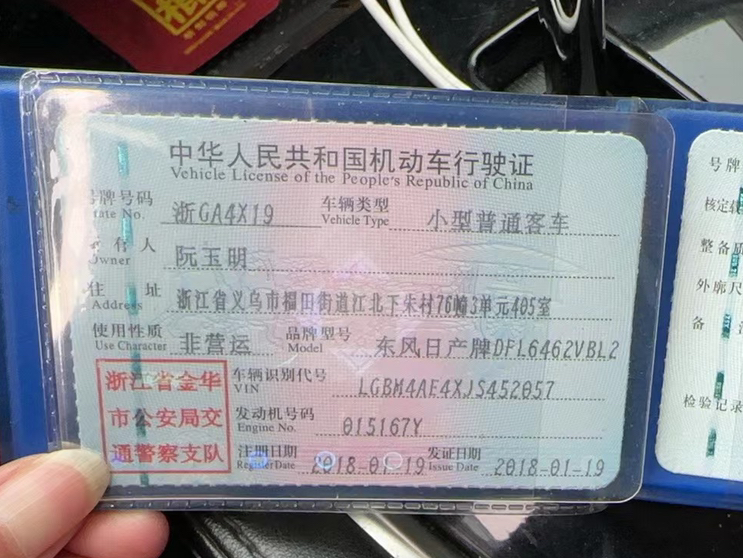 中华人民共和国机动车行驶证
Vehicle License of the People's Republic of China
号牌号码 浙GA4X19 车辆类型 小型普通客车
Plate No. Vehicle Type
所有人 阮玉明
Owner
住址 浙江省义乌市福田街道江北下朱村76幢3单元405室
Address
使用性质 非营运 品牌型号 东风日产牌DFL6462VBL2
Use Character Model
浙江省金华
市公安局交
通警察支队
车辆识别代号 LGBM4AE4XJS452057
VIN
发动机号码 015167Y
Engine No.
注册日期 2018-01-19 发证日期 2018-01-19
Register Date Issue Date
号牌
核定载
整备质
外廓尺
备
检验记录